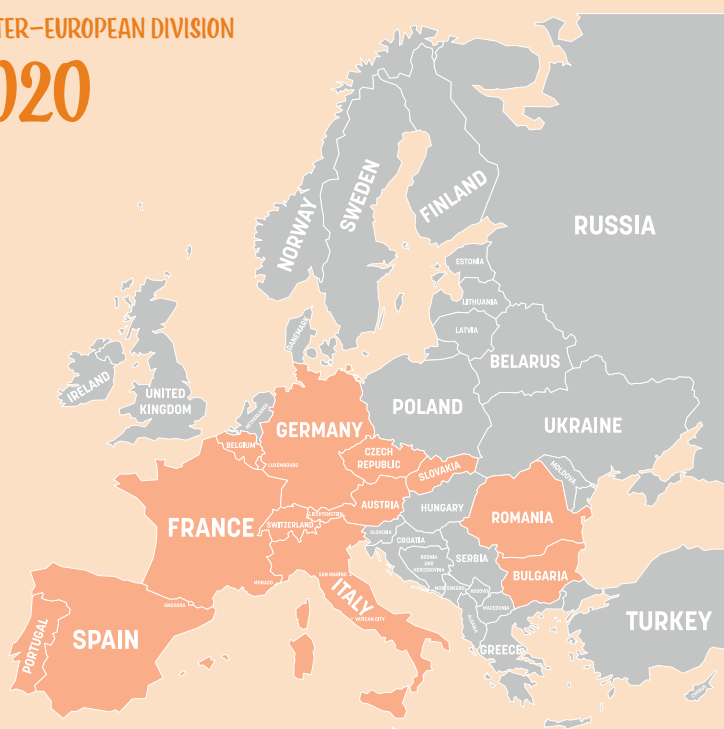 TER-EUROPEAN DIVISION
020
NORWAY
SWEDEN
FINLAND
RUSSIA
ESTONIA
LITHUANIA
LATVIA
DANEMARK
BELARUS
IRELAND
UNITED
KINGDOM
NETHERLANDS
POLAND
GERMANY
UKRAINE
BELGIUM
LUXEMBOURG
CZECH
REPUBLIC
SLOVAKIA
MOLDOVA
AUSTRIA
HUNGARY
ROMANIA
FRANCE
SWITZERLAND
LIECHTENSTEIN
SLOVENIA
CROATIA
BOSNIA
AND
HERZEGOVINA
SERBIA
BULGARIA
MONACO
SAN MARINO
ITALY
MONTENEGRO
KOSOVO
ANDORRA
MACEDONIA
VATICAN CITY
ALBANIA
PORTUGAL
SPAIN
GREECE
TURKEY
CYPRUS